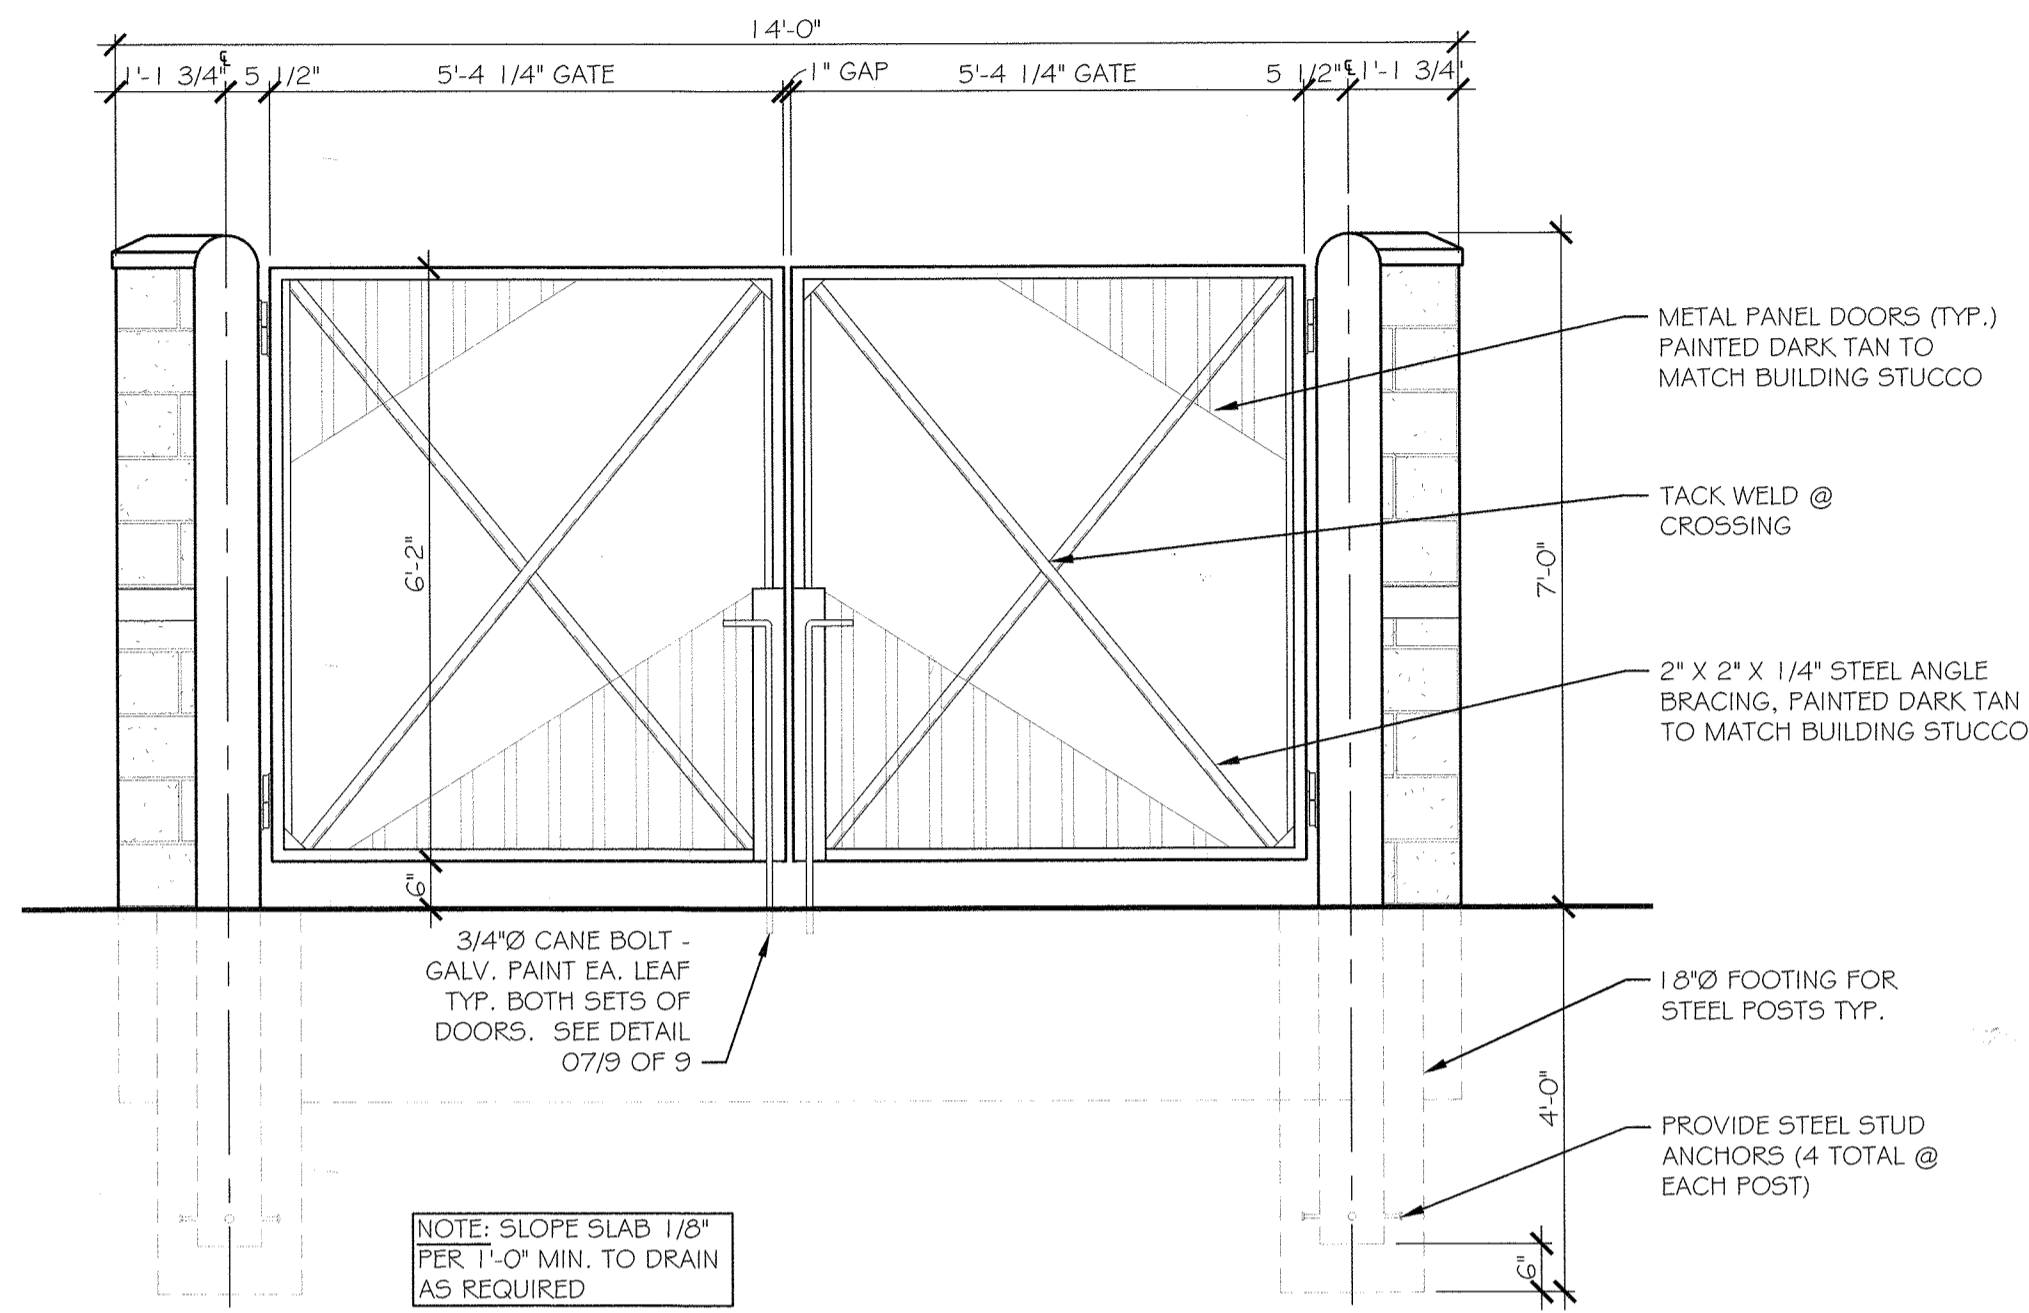 14'-0"
1'-1 3/4" ℄ 5 1/2" 5'-4 1/4" GATE 1" GAP 5'-4 1/4" GATE 5 1/2" ℄ 1'-1 3/4'
METAL PANEL DOORS (TYP.)
PAINTED DARK TAN TO
MATCH BUILDING STUCCO
TACK WELD @
CROSSING
6'-2"
7'-0"
2" X 2" X 1/4" STEEL ANGLE
BRACING, PAINTED DARK TAN
TO MATCH BUILDING STUCCO
6"
3/4"Ø CANE BOLT -
GALV. PAINT EA. LEAF
TYP. BOTH SETS OF
DOORS. SEE DETAIL
07/9 OF 9
18"Ø FOOTING FOR
STEEL POSTS TYP.
4'-0"
PROVIDE STEEL STUD
ANCHORS (4 TOTAL @
EACH POST)
NOTE: SLOPE SLAB 1/8"
PER 1'-0" MIN. TO DRAIN
AS REQUIRED
6"